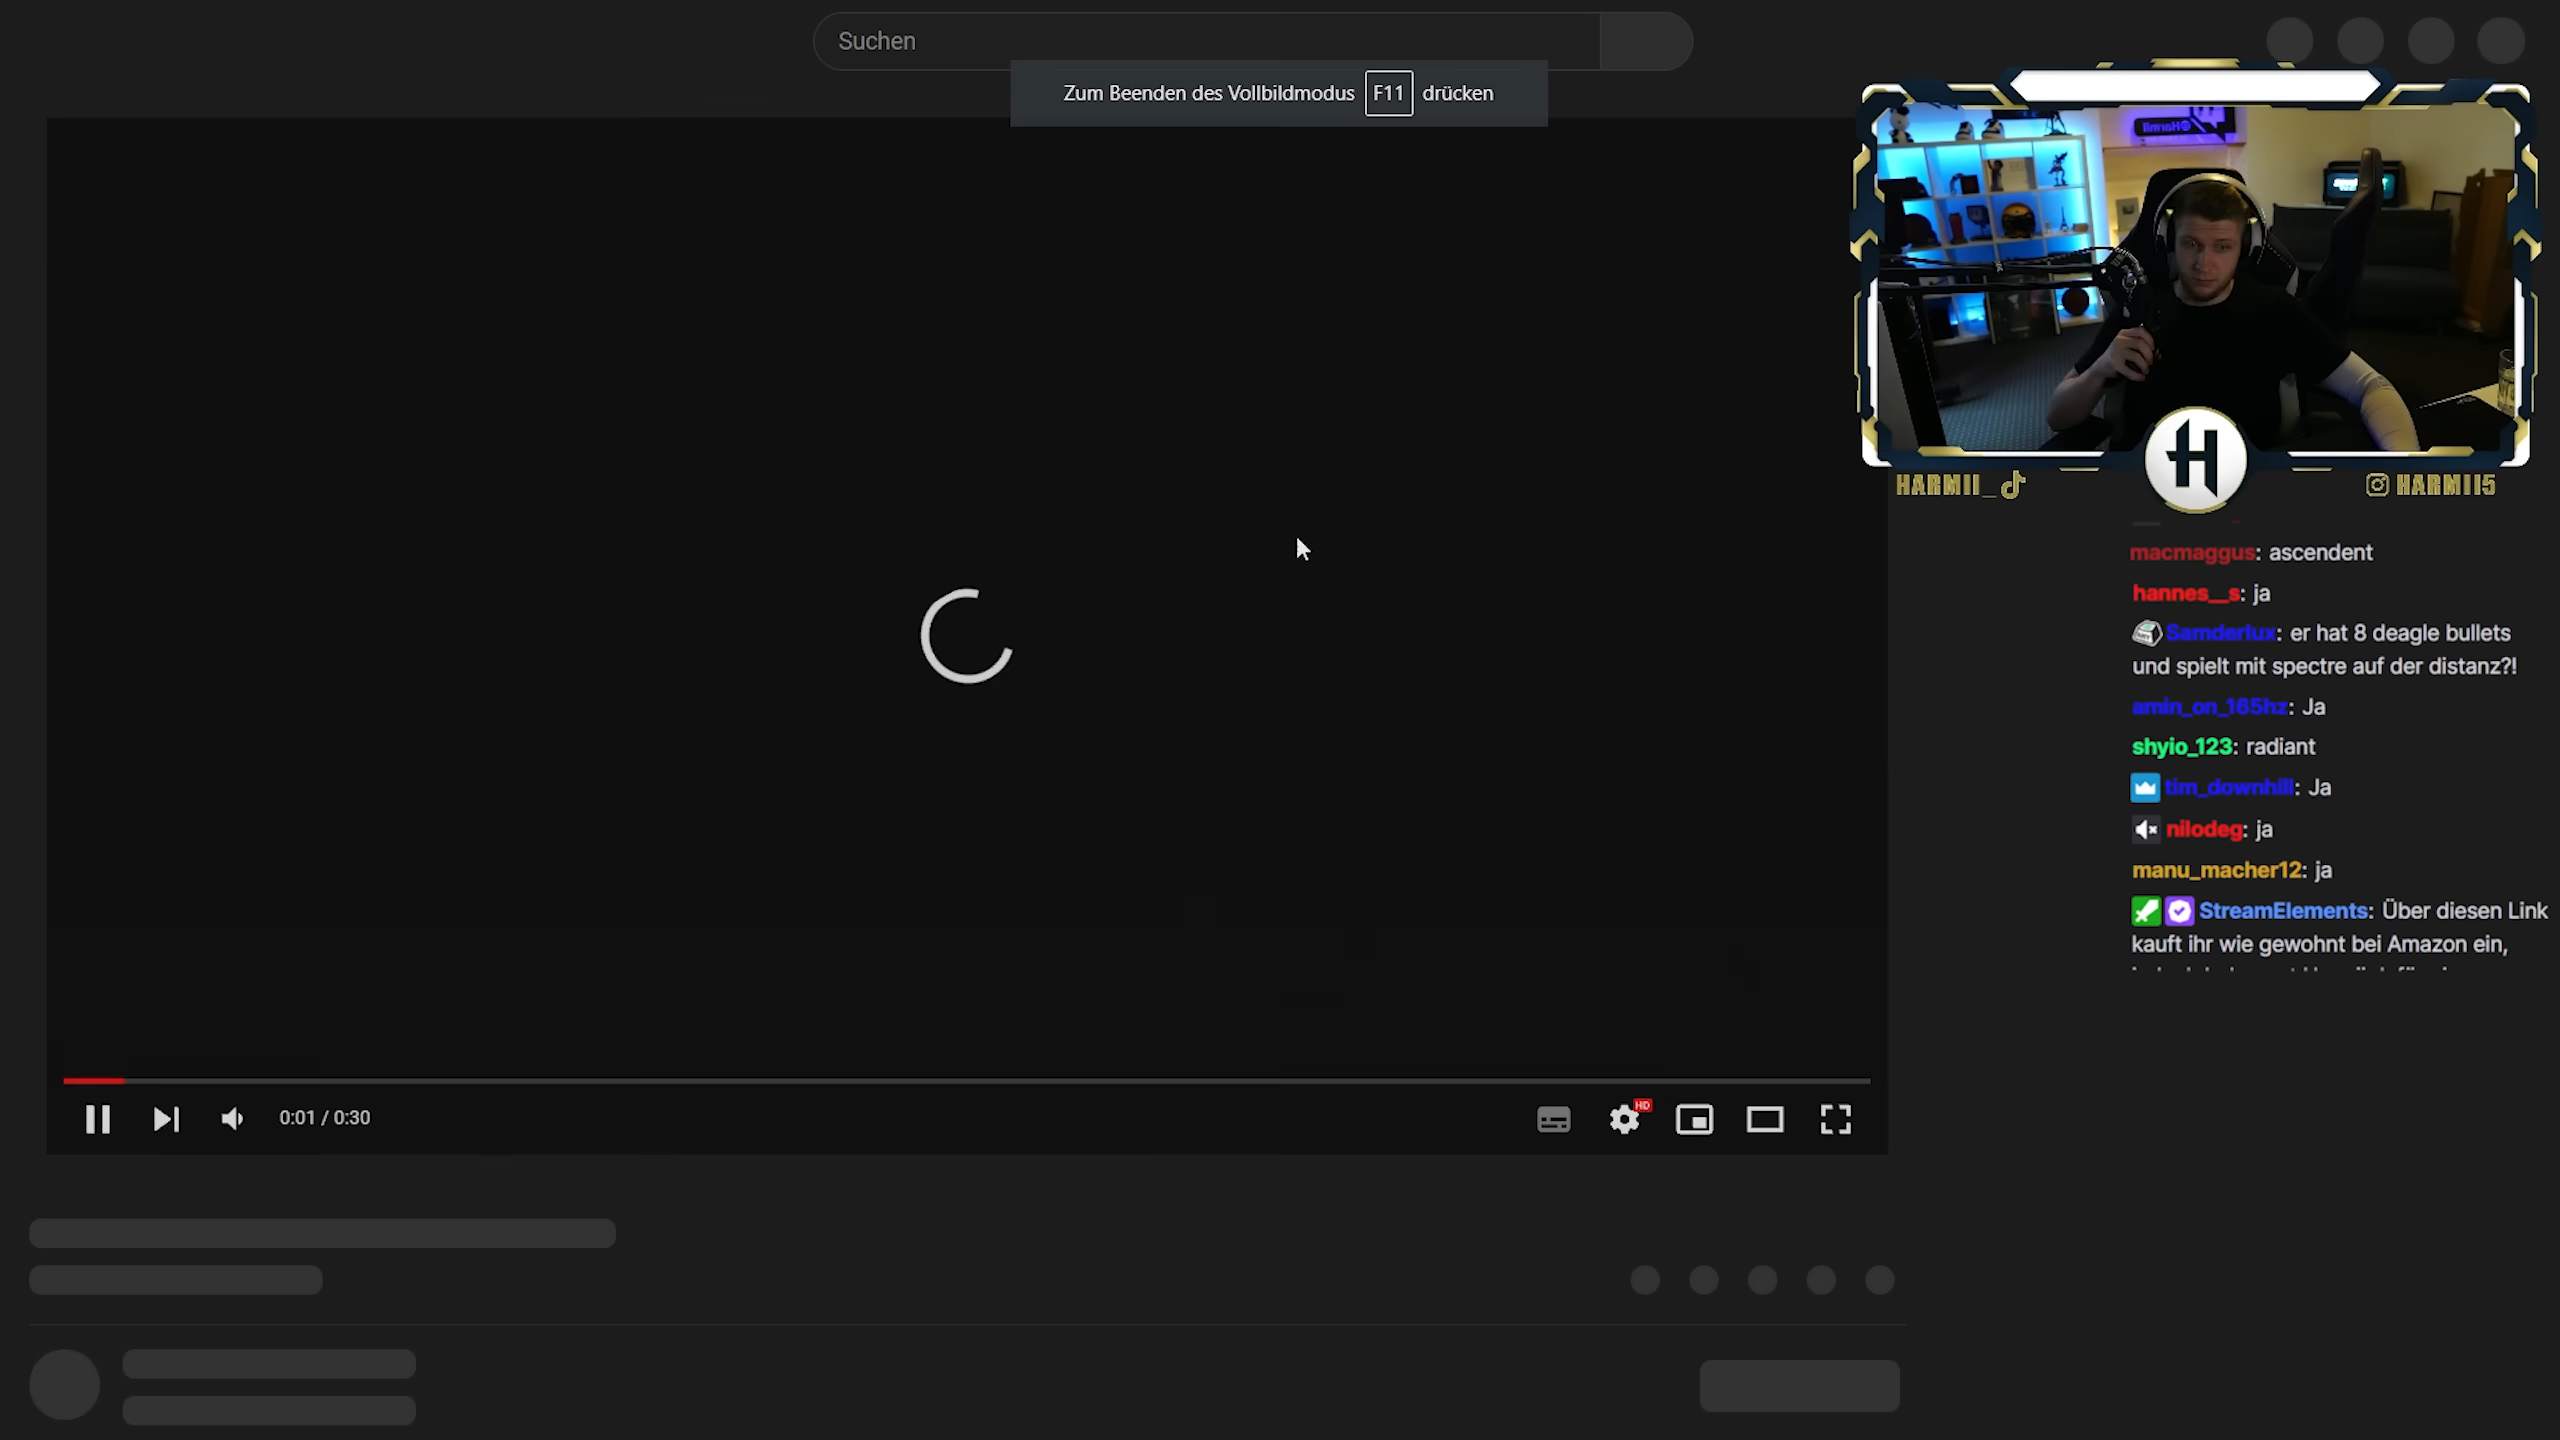 Suchen
Zum Beenden des Vollbildmodus F11 drücken
H
HARMII_
HARMII5
macmaggus: ascendent
hannes__s: ja
Samderlux: er hat 8 deagle bullets
und spielt mit spectre auf der distanz?!
amin_on_165hz: Ja
shyio_123: radiant
tim_downhill: Ja
nilodeg: ja
manu_macher12: ja
StreamElements: Über diesen Link
kauft ihr wie gewohnt bei Amazon ein,
0:01 / 0:30
HD